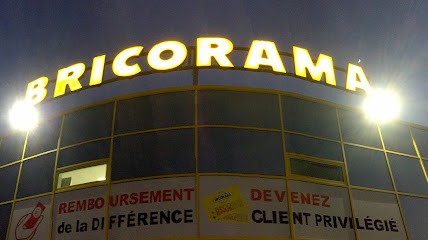 BRICORAMA
REMBOURSEMENT
de la DIFFÉRENCE
DEVENEZ
CLIENT PRIVILÉGIÉ